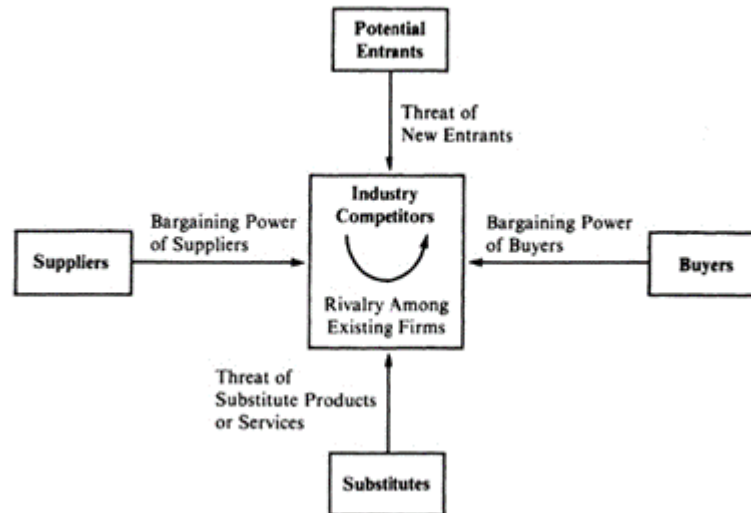 Potential
Entrants
Threat of
New Entrants
Industry
Competitors
Bargaining Power
of Suppliers
Bargaining Power
of Buyers
Suppliers
Buyers
Rivalry Among
Existing Firms
Threat of
Substitute Products
or Services
Substitutes